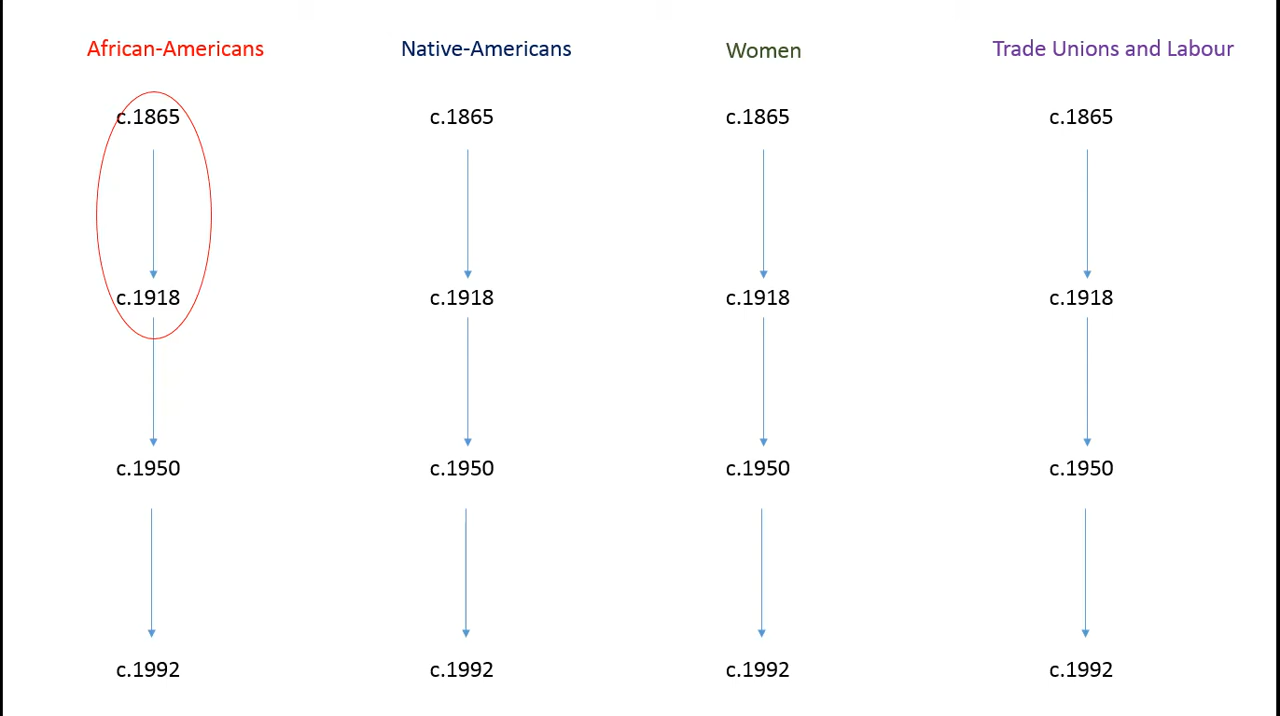 African-Americans Native-Americans Women Trade Unions and Labour
c.1865 c.1865 c.1865 c.1865
c.1918 c.1918 c.1918 c.1918
c.1950 c.1950 c.1950 c.1950
c.1992 c.1992 c.1992 c.1992